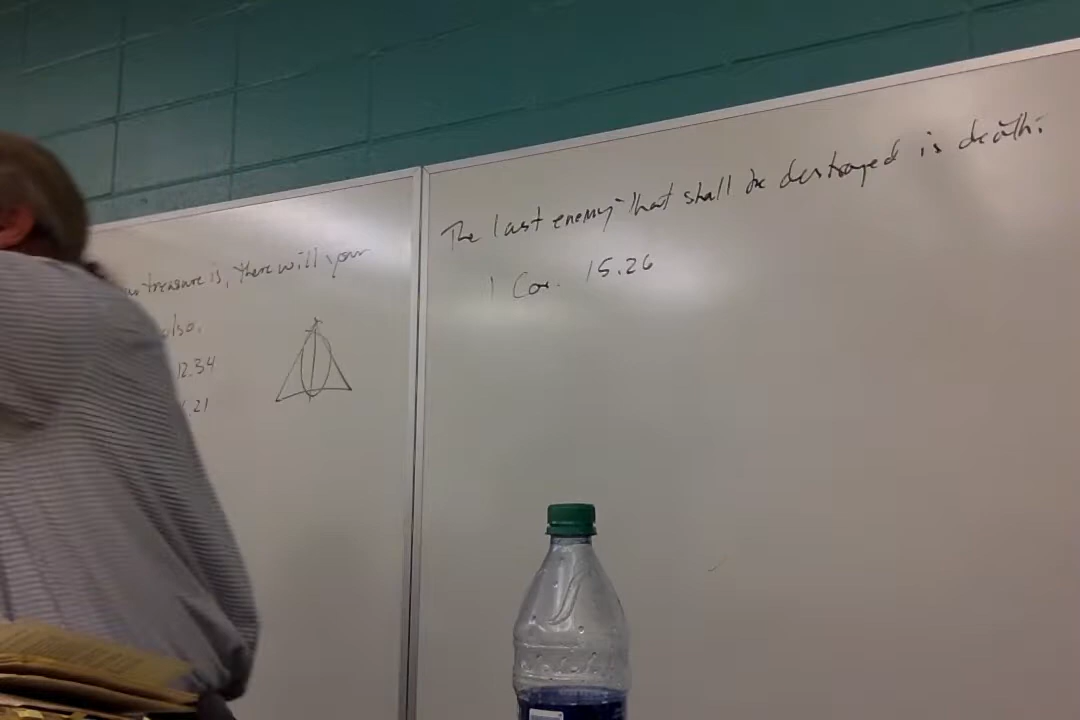 treasure is, there will your
also.
12.34
.21
The last enemy that shall be destroyed is death.
1 Cor. 15.26